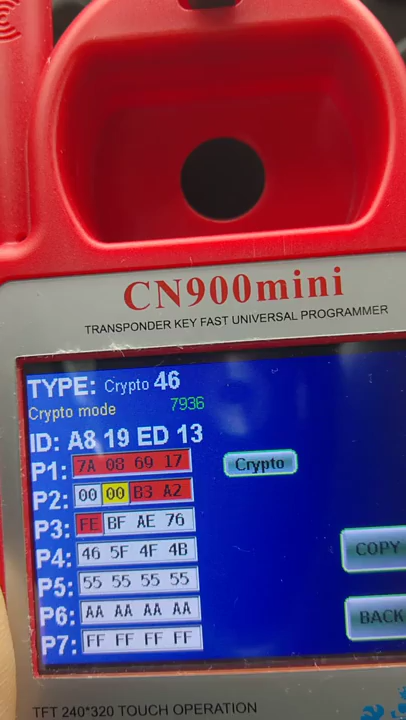 CN900mini
TRANSPONDER KEY FAST UNIVERSAL PROGRAMMER
TYPE: Crypto 46
Crypto mode 7936
ID: A8 19 ED 13
P1: 7A 08 69 17
Crypto
P2: 00 00 B3 A2
P3: FE BF AE 76
P4: 46 5F 4F 4B
COPY
P5: 55 55 55 55
P6: AA AA AA AA
BACK
P7: FF FF FF FF
TFT 240*320 TOUCH OPERATION